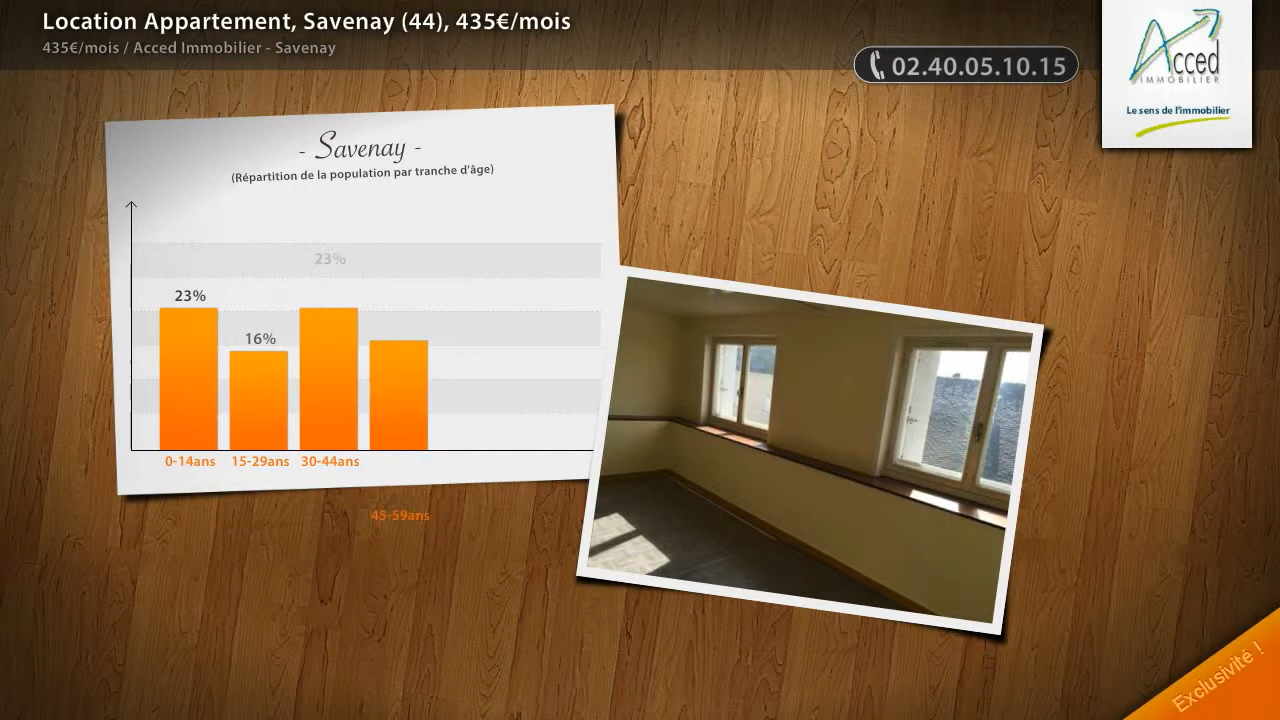 Location Appartement, Savenay (44), 435€/mois
435€/mois / Acced Immobilier - Savenay
02.40.05.10.15
Acced
IMMOBILIER
Le sens de l'immobilier
- Savenay -
(Répartition de la population par tranche d'âge)
23%
23%
16%
0-14ans 15-29ans 30-44ans
45-59ans
Exclusivité !